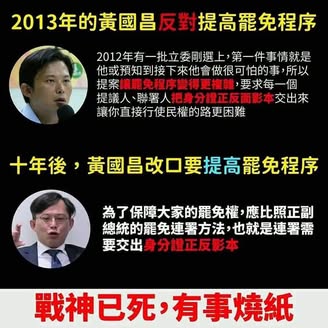 2013年的黃國昌反對提高罷免程序
2012年有一批立委剛選上，第一件事情就是
他或預知到接下來他會做很可怕的事，所以
提案讓罷免程序變得更複雜，要求每一個
提議人、聯署人把身分證正反面影本交出來
讓你直接行使民權的路更困難
十年後，黃國昌改口要提高罷免程序
為了保障大家的罷免權，應比照正副
總統的罷免連署方法，也就是連署需
要交出身分證正反影本
戰神已死，有事燒紙